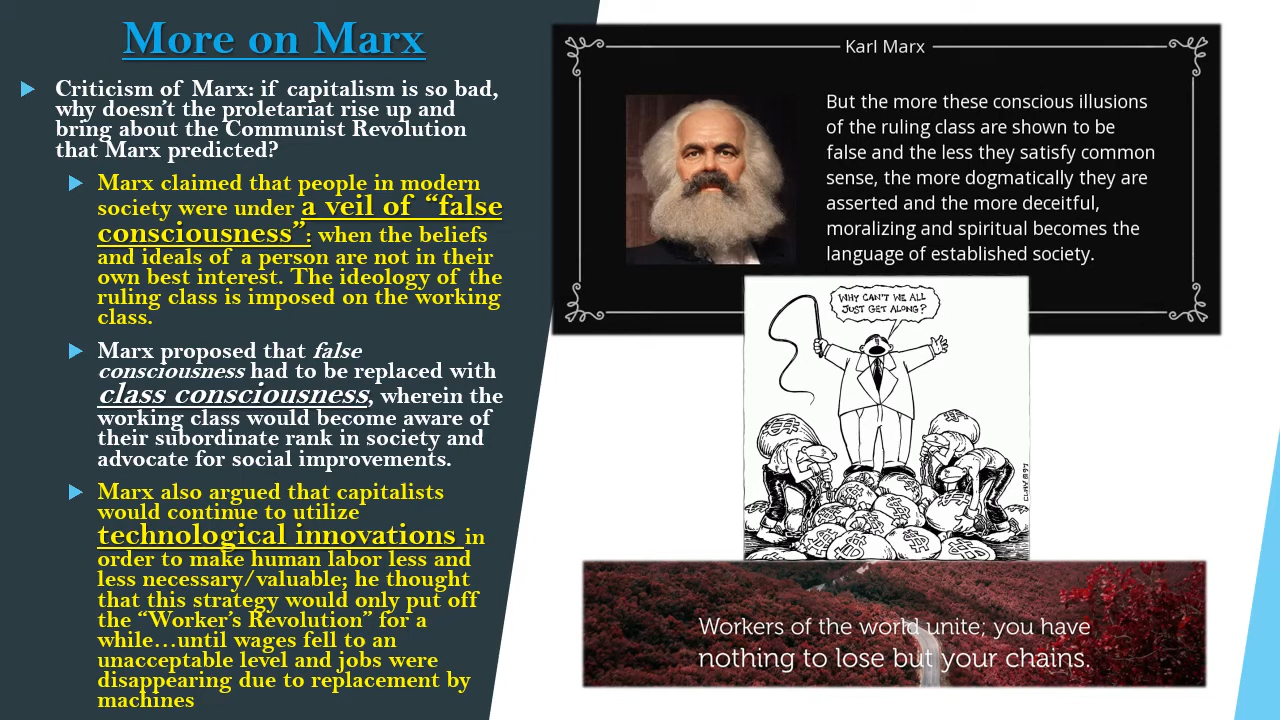 More on Marx
Criticism of Marx: if capitalism is so bad,
why doesn’t the proletariat rise up and
bring about the Communist Revolution
that Marx predicted?
Marx claimed that people in modern
society were under a veil of “false
consciousness”: when the beliefs
and ideals of a person are not in their
own best interest. The ideology of the
ruling class is imposed on the working
class.
Marx proposed that false
consciousness had to be replaced with
class consciousness, wherein the
working class would become aware of
their subordinate rank in society and
advocate for social improvements.
Marx also argued that capitalists
would continue to utilize
technological innovations in
order to make human labor less and
less necessary/valuable; he thought
that this strategy would only put off
the “Worker’s Revolution” for a
while…until wages fell to an
unacceptable level and jobs were
disappearing due to replacement by
machines
Karl Marx
But the more these conscious illusions
of the ruling class are shown to be
false and the less they satisfy common
sense, the more dogmatically they are
asserted and the more deceitful,
moralizing and spiritual becomes the
language of established society.
WHY CAN'T WE ALL
JUST GET ALONG?
Workers of the world unite; you have
nothing to lose but your chains.